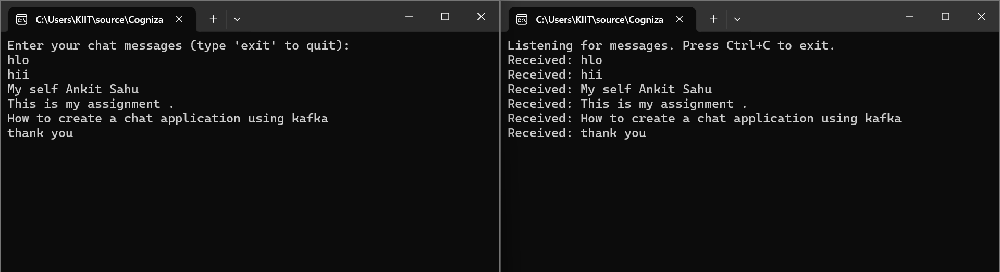 C:\Users\KIIT\source\Cogniza
Enter your chat messages (type 'exit' to quit):
hlo
hii
My self Ankit Sahu
This is my assignment .
How to create a chat application using kafka
thank you
C:\Users\KIIT\source\Cogniza
Listening for messages. Press Ctrl+C to exit.
Received: hlo
Received: hii
Received: My self Ankit Sahu
Received: This is my assignment .
Received: How to create a chat application using kafka
Received: thank you